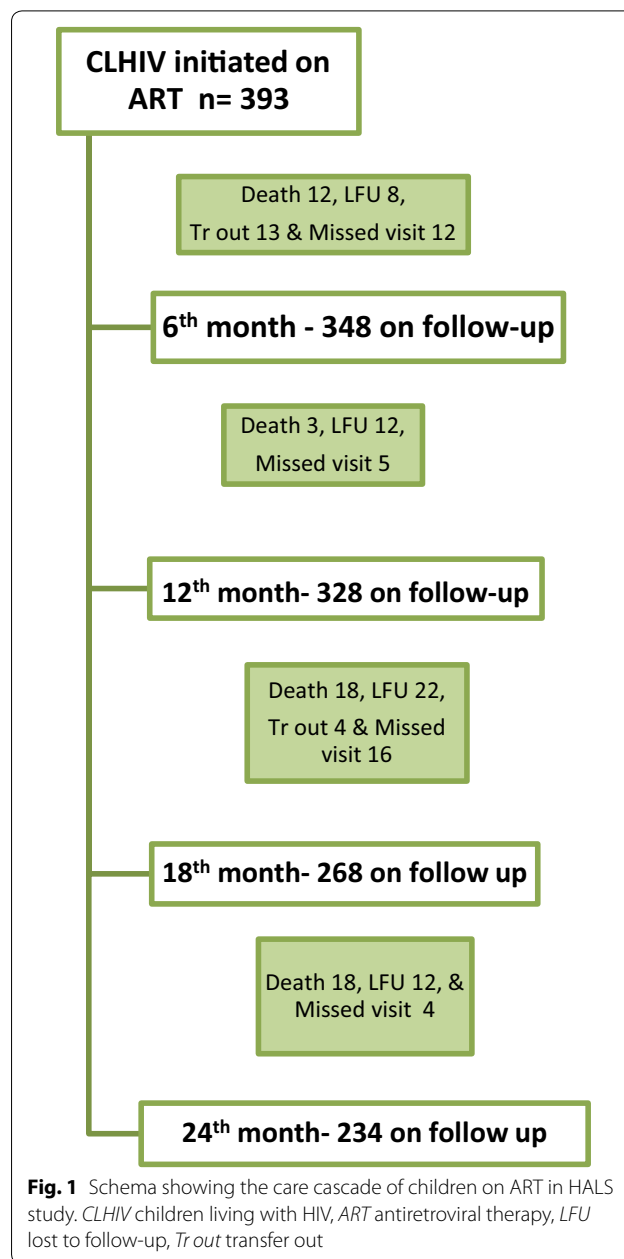 CLHIV initiated on
ART n= 393
Death 12, LFU 8,
Tr out 13 & Missed visit 12
6th month - 348 on follow-up
Death 3, LFU 12,
Missed visit 5
12th month- 328 on follow-up
Death 18, LFU 22,
Tr out 4 & Missed
visit 16
18th month- 268 on follow up
Death 18, LFU 12, &
Missed visit 4
24th month- 234 on follow up
Fig. 1 Schema showing the care cascade of children on ART in HALS
study. CLHIV children living with HIV, ART antiretroviral therapy, LFU
lost to follow-up, Tr out transfer out